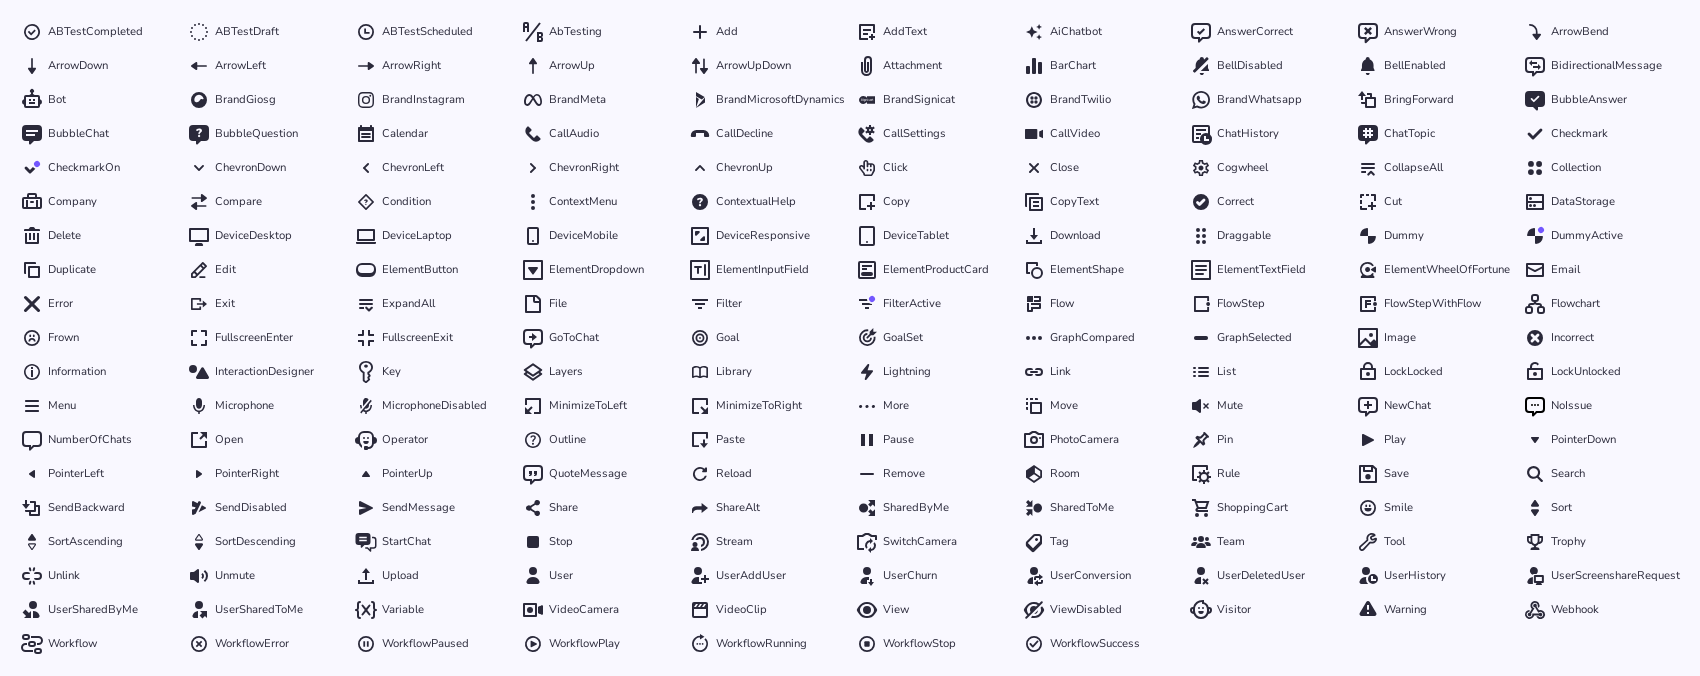 ABTestCompleted ABTestDraft ABTestScheduled AbTesting Add AddText AiChatbot AnswerCorrect AnswerWrong ArrowBend
ArrowDown ArrowLeft ArrowRight ArrowUp ArrowUpDown Attachment BarChart BellDisabled BellEnabled BidirectionalMessage
Bot BrandGiosg BrandInstagram BrandMeta BrandMicrosoftDynamics BrandSignicat BrandTwilio BrandWhatsapp BringForward BubbleAnswer
BubbleChat BubbleQuestion Calendar CallAudio CallDecline CallSettings CallVideo ChatHistory ChatTopic Checkmark
CheckmarkOn ChevronDown ChevronLeft ChevronRight ChevronUp Click Close Cogwheel CollapseAll Collection
Company Compare Condition ContextMenu ContextualHelp Copy CopyText Correct Cut DataStorage
Delete DeviceDesktop DeviceLaptop DeviceMobile DeviceResponsive DeviceTablet Download Draggable Dummy DummyActive
Duplicate Edit ElementButton ElementDropdown ElementInputField ElementProductCard ElementShape ElementTextField ElementWheelOfFortune Email
Error Exit ExpandAll File Filter FilterActive Flow FlowStep FlowStepWithFlow Flowchart
Frown FullscreenEnter FullscreenExit GoToChat Goal GoalSet GraphCompared GraphSelected Image Incorrect
Information InteractionDesigner Key Layers Library Lightning Link List LockLocked LockUnlocked
Menu Microphone MicrophoneDisabled MinimizeToLeft MinimizeToRight More Move Mute NewChat NoIssue
NumberOfChats Open Operator Outline Paste Pause PhotoCamera Pin Play PointerDown
PointerLeft PointerRight PointerUp QuoteMessage Reload Remove Room Rule Save Search
SendBackward SendDisabled SendMessage Share ShareAlt SharedByMe SharedToMe ShoppingCart Smile Sort
SortAscending SortDescending StartChat Stop Stream SwitchCamera Tag Team Tool Trophy
Unlink Unmute Upload User UserAddUser UserChurn UserConversion UserDeletedUser UserHistory UserScreenshareRequest
UserSharedByMe UserSharedToMe Variable VideoCamera VideoClip View ViewDisabled Visitor Warning Webhook
Workflow WorkflowError WorkflowPaused WorkflowPlay WorkflowRunning WorkflowStop WorkflowSuccess